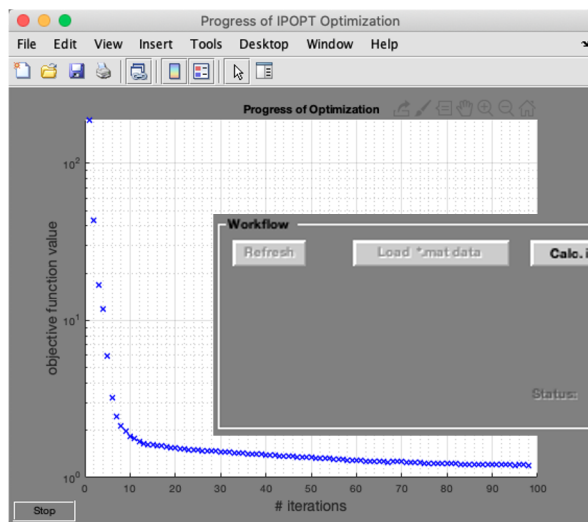 Progress of IPOPT Optimization
File Edit View Insert Tools Desktop Window Help
Progress of Optimization
10²
10¹
10⁰
objective function value
Workflow
Refresh Load *.mat data Calc. i
Status:
0 10 20 30 40 50 60 70 80 90 100
# iterations
Stop